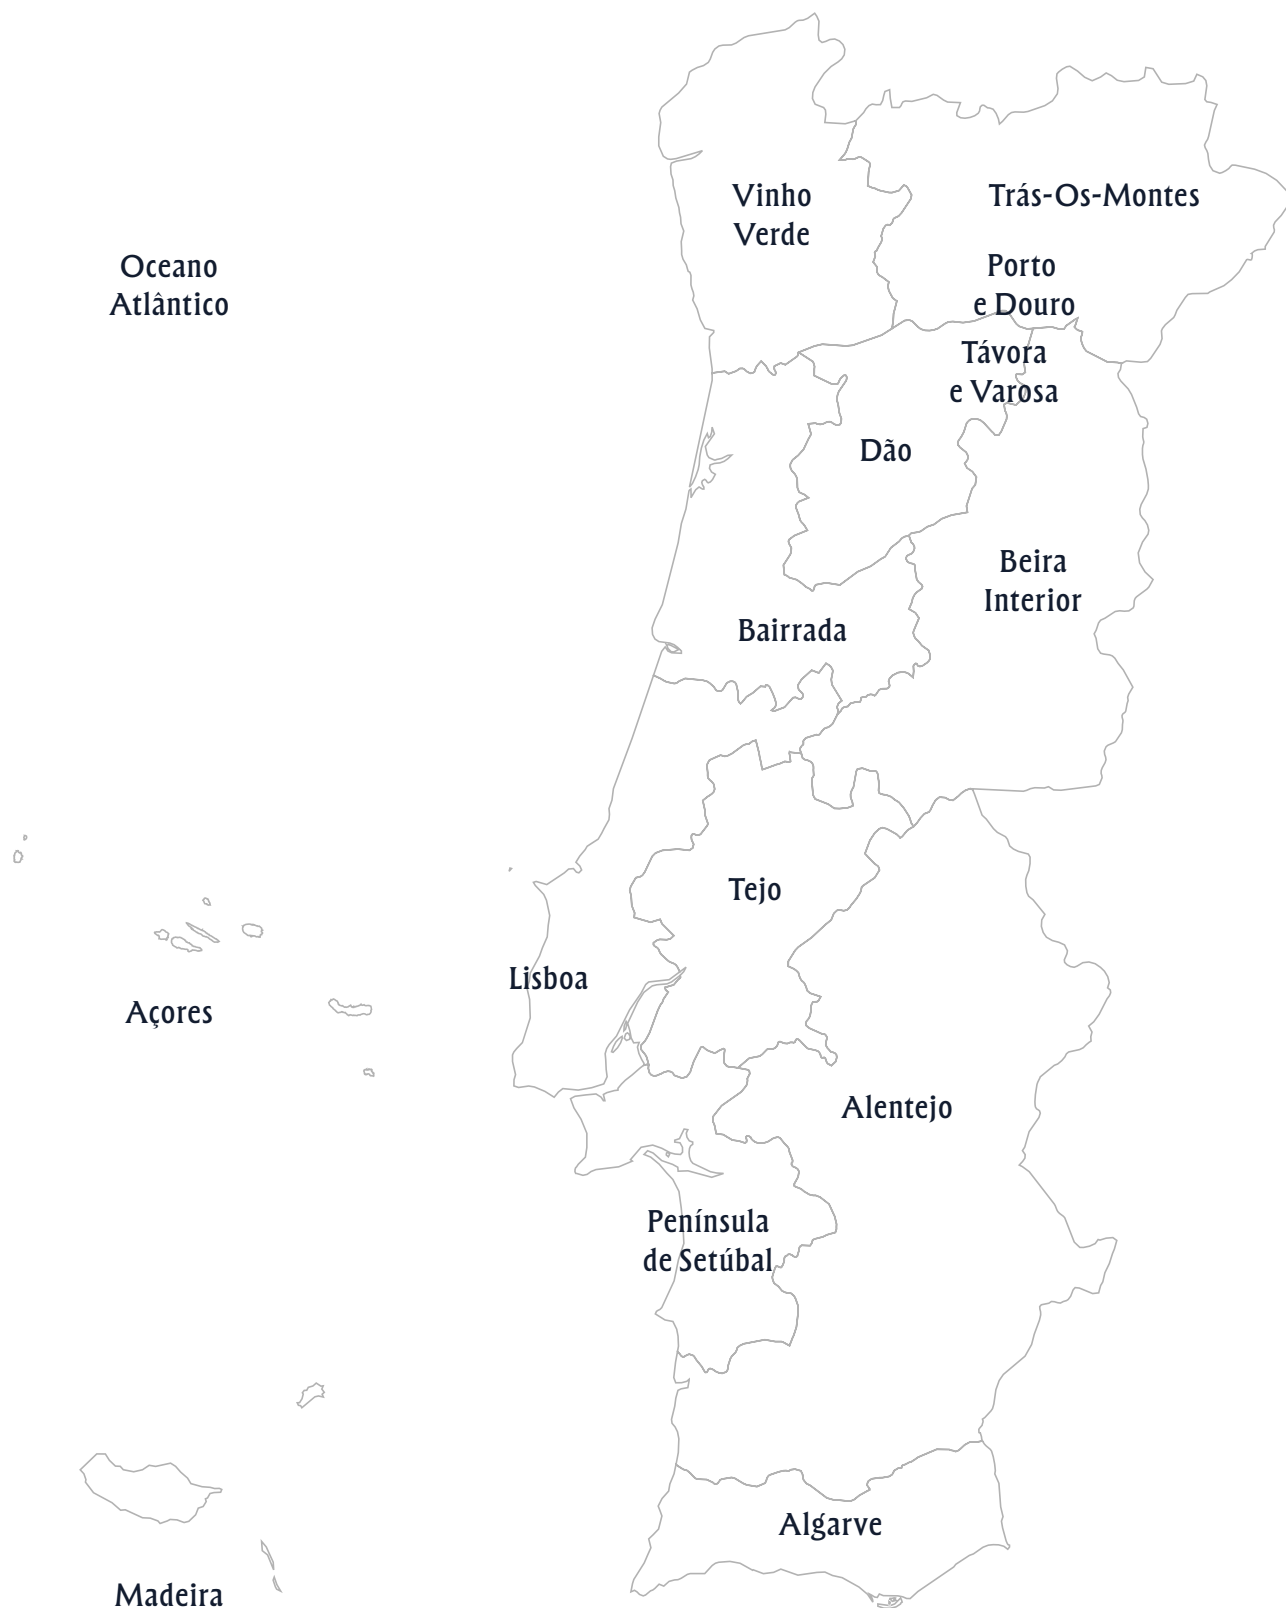 Vinho
Verde
Trás-Os-Montes
Porto
e Douro
Oceano
Atlântico
Távora
e Varosa
Dão
Beira
Interior
Bairrada
Tejo
Lisboa
Açores
Alentejo
Península
de Setúbal
Algarve
Madeira